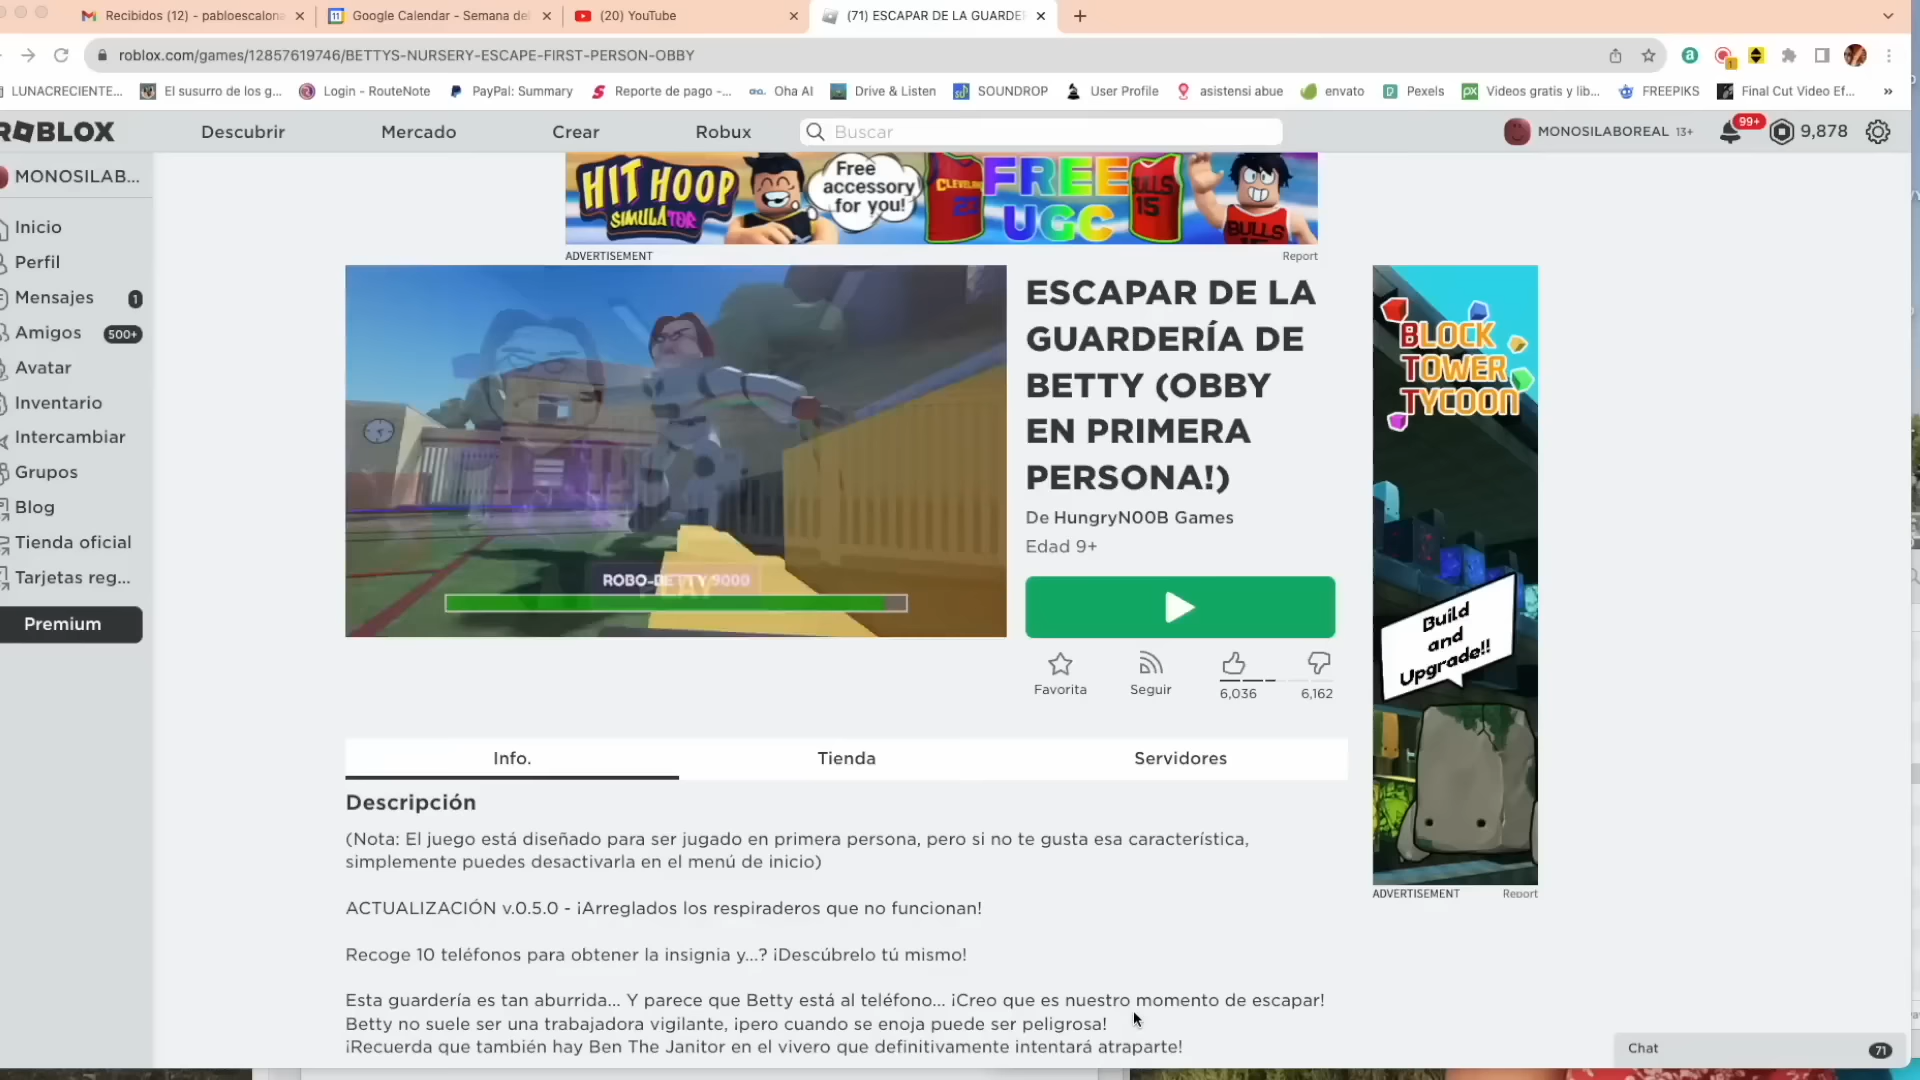 Recibidos (12) - pabloescalona
Google Calendar - Semana del
(20) YouTube
(71) ESCAPAR DE LA GUARDER
roblox.com/games/12857619746/BETTYS-NURSERY-ESCAPE-FIRST-PERSON-OBBY
LUNACRECIENTE...
El susurro de los g...
Login - RouteNote
PayPal: Summary
Reporte de pago -...
Oha AI
Drive & Listen
SOUNDROP
User Profile
asistensi abue
envato
Pexels
Videos gratis y lib...
FREEPIKS
Final Cut Video Ef...
»
ROBLOX
Descubrir
Mercado
Crear
Robux
Buscar
MONOSILABOREAL 13+
99+
9,878
MONOSILAB...
Inicio
Perfil
Mensajes 1
Amigos 500+
Avatar
Inventario
Intercambiar
Grupos
Blog
Tienda oficial
Tarjetas reg...
Premium
HIT HOOP
SIMULATOR
Free
accessory
for you!
CLEVELAND
23
FREE
UGC
BULLS
15
BULLS
ADVERTISEMENT
Report
ROBO-BETTY 9000
PLAY
ESCAPAR DE LA
GUARDERÍA DE
BETTY (OBBY
EN PRIMERA
PERSONA!)
De HungryN00B Games
Edad 9+
Favorita
Seguir
6,036
6,162
BLOCK
TOWER
TYCOON
Build
and
Upgrade!!
ADVERTISEMENT
Report
Info.
Tienda
Servidores
Descripción
(Nota: El juego está diseñado para ser jugado en primera persona, pero si no te gusta esa característica,
simplemente puedes desactivarla en el menú de inicio)
ACTUALIZACIÓN v.0.5.0 - ¡Arreglados los respiraderos que no funcionan!
Recoge 10 teléfonos para obtener la insignia y...? ¡Descúbrelo tú mismo!
Esta guardería es tan aburrida... Y parece que Betty está al teléfono... ¡Creo que es nuestro momento de escapar!
Betty no suele ser una trabajadora vigilante, ¡pero cuando se enoja puede ser peligrosa!
¡Recuerda que también hay Ben The Janitor en el vivero que definitivamente intentará atraparte!
Chat
71